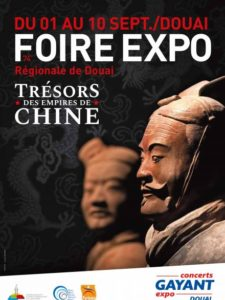 DU 01 AU 10 SEPT./DOUAI
FOIRE EXPO
Régionale de Douai
TRÉSORS
DES EMPIRES DE
CHINE
concerts
GAYANT
expo
DOUAI